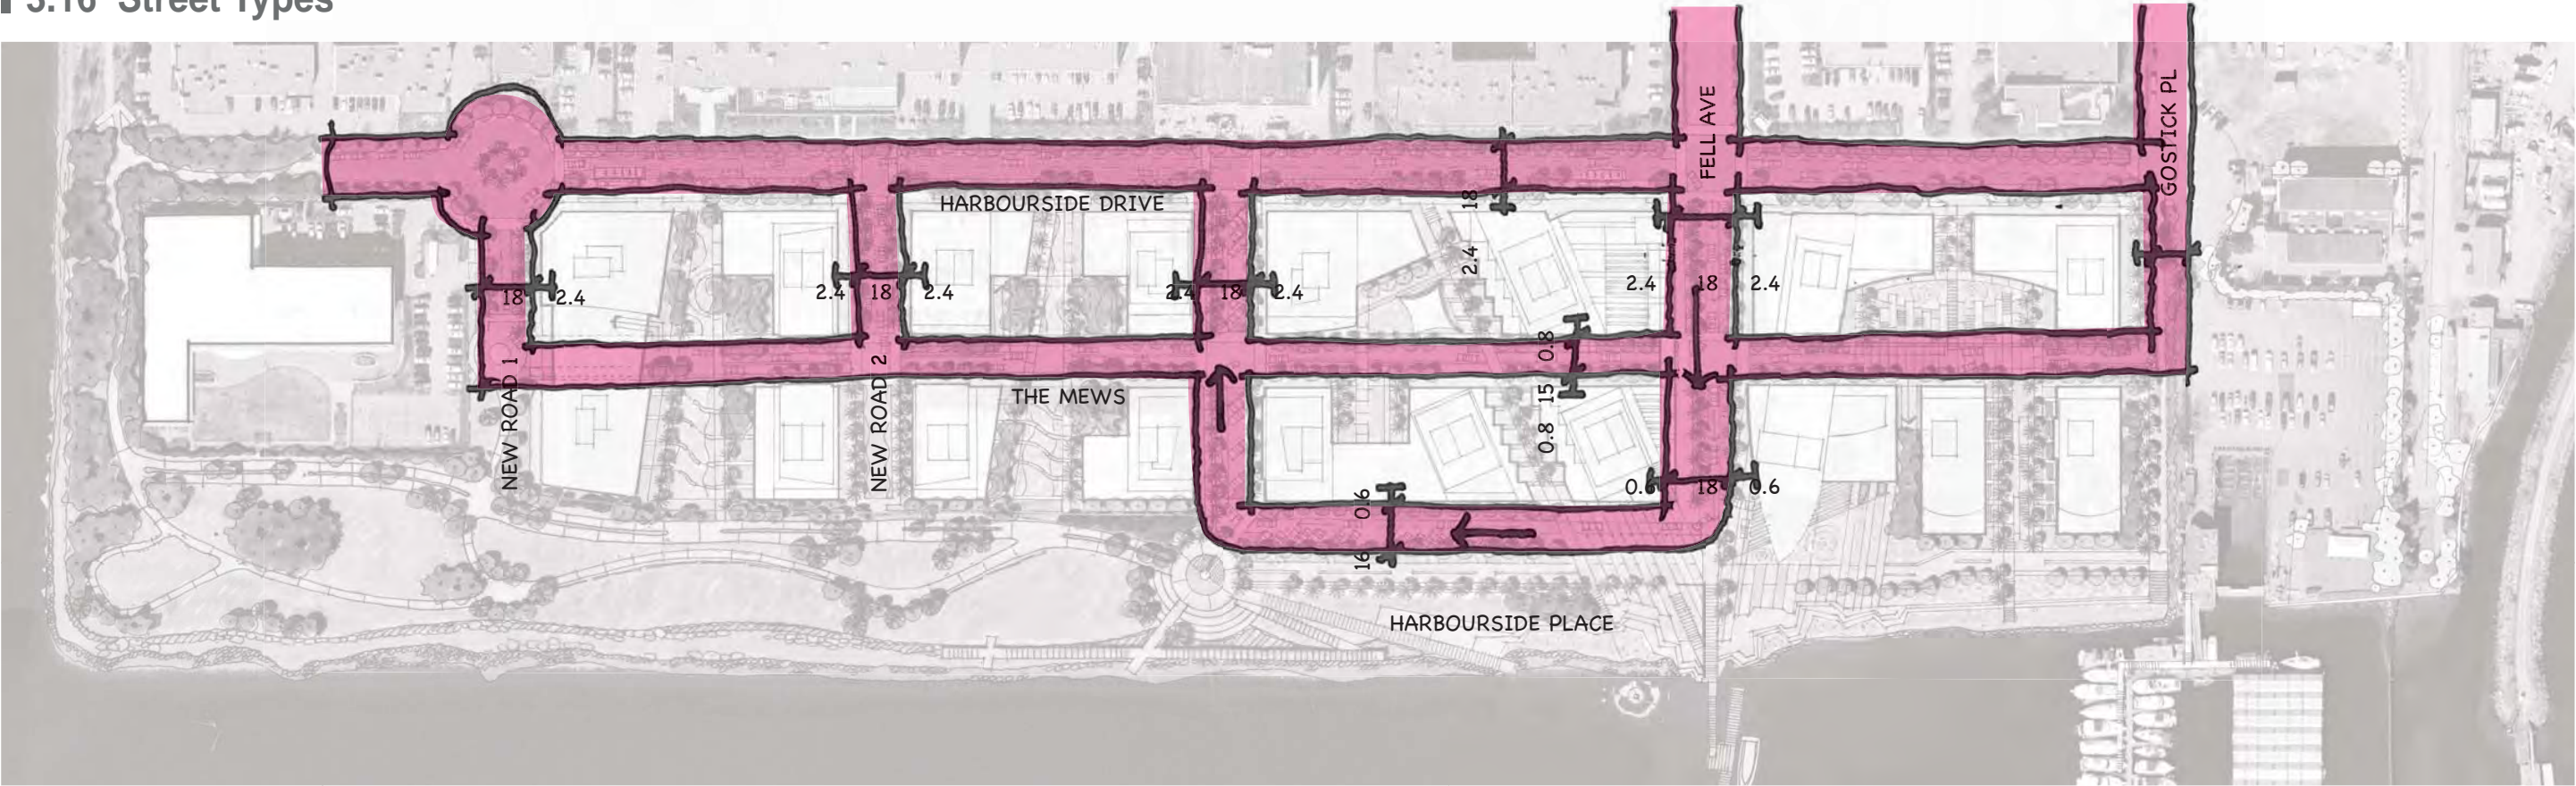 3.16 Street Types
FELL AVE
GOSTICK PL
HARBOURSIDE DRIVE
18
2.4
18
2.4
2.4
18
2.4
2.4
18
2.4
2.4
18
2.4
0.8
15
0.8
NEW ROAD 1
NEW ROAD 2
THE MEWS
0.6
16
0.6
18
0.6
HARBOURSIDE PLACE